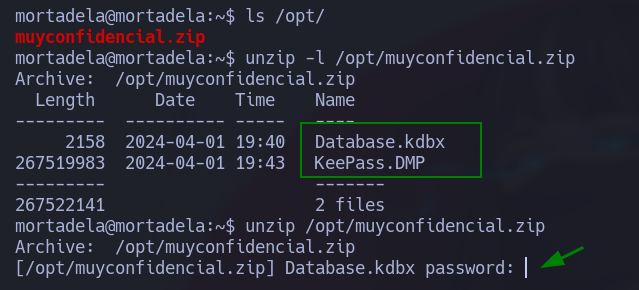 mortadela@mortadela:~$ ls /opt/
muyconfidencial.zip
mortadela@mortadela:~$ unzip -l /opt/muyconfidencial.zip
Archive:  /opt/muyconfidencial.zip
  Length      Date    Time    Name
---------  ---------- -----   ----
     2158  2024-04-01 19:40   Database.kdbx
267519983  2024-04-01 19:43   KeePass.DMP
---------                     -------
267522141                     2 files
mortadela@mortadela:~$ unzip /opt/muyconfidencial.zip
Archive:  /opt/muyconfidencial.zip
[/opt/muyconfidencial.zip] Database.kdbx password: